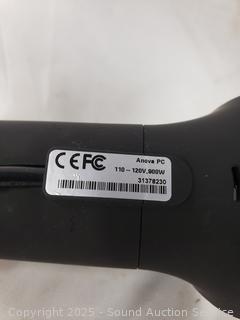 CE FC Anova PC
110 – 120V,900W
31378230
Copyright 2025 - Sound Auction Service